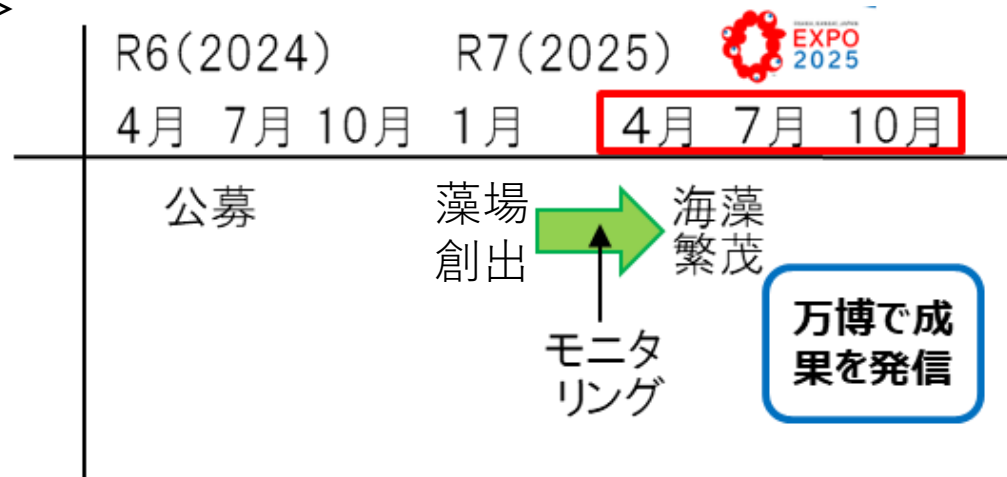 >
R6(2024) R7(2025) EXPO
2025
4月 7月 10月 1月 4月 7月 10月
公募 藻場
創出
海藻
繁茂
モニタ
リング
万博で成
果を発信